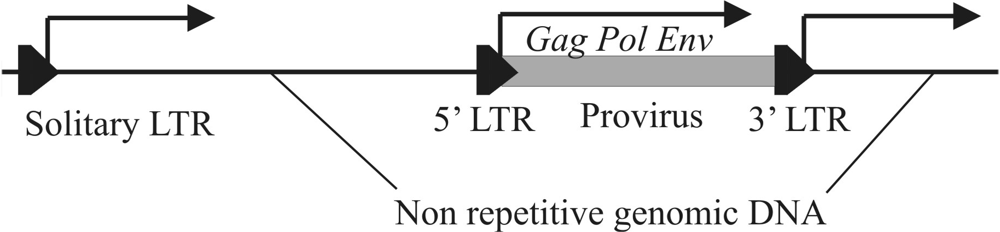 Gag Pol Env
Solitary LTR
5’ LTR
Provirus
3’ LTR
Non repetitive genomic DNA